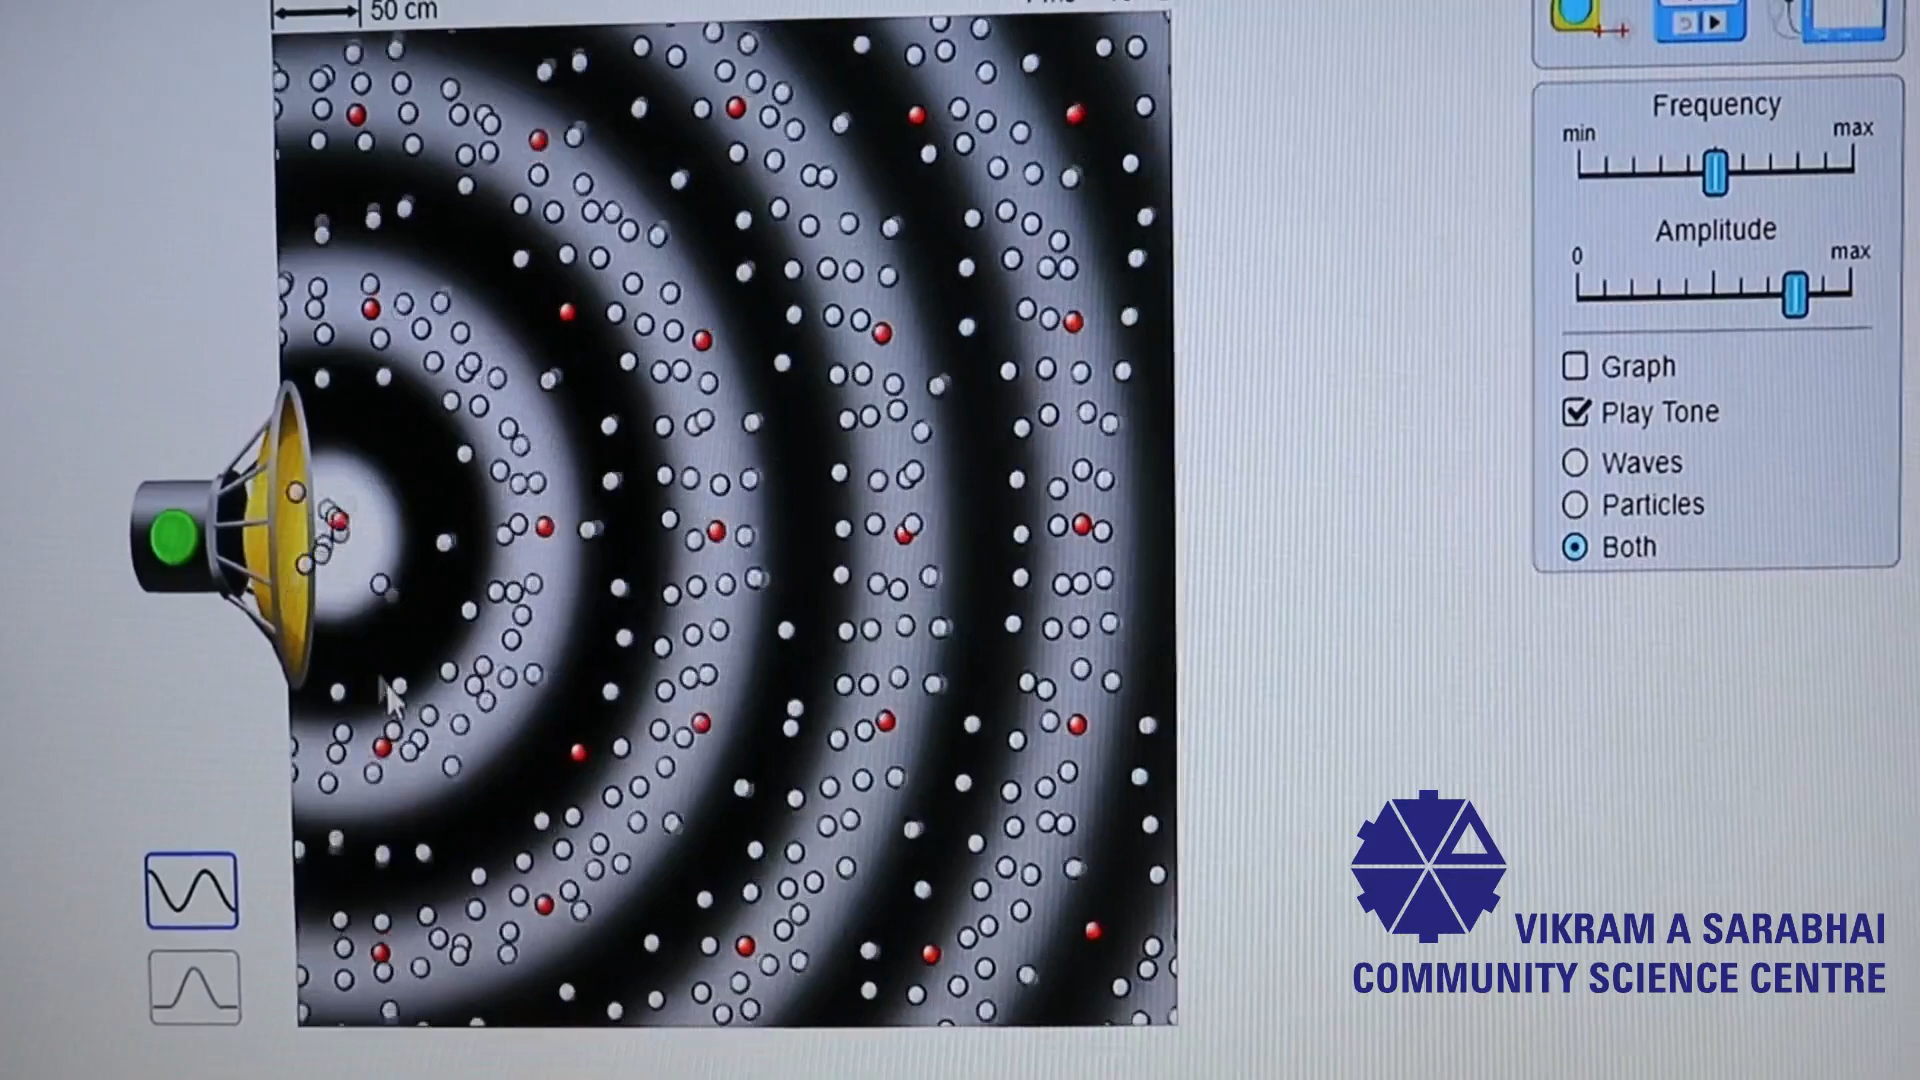 50 cm
Frequency
min
max
Amplitude
0
max
Graph
Play Tone
Waves
Particles
Both
VIKRAM A SARABHAI
COMMUNITY SCIENCE CENTRE